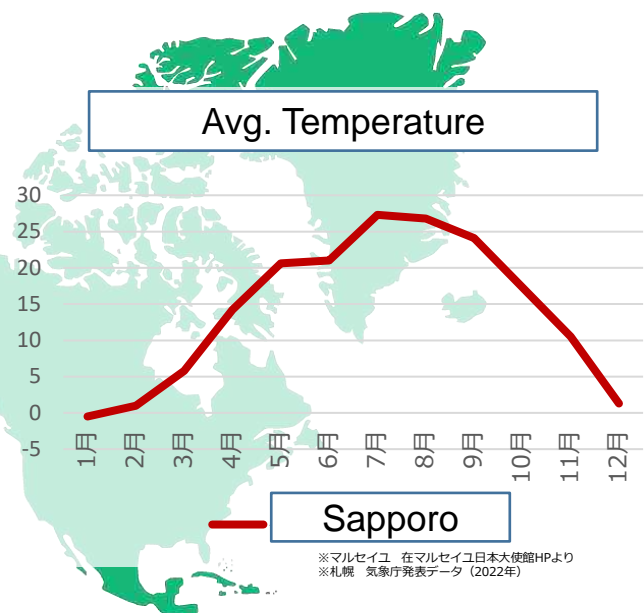 Avg. Temperature
30
25
20
15
10
5
0
-5
1月
2月
3月
4月
5月
6月
7月
8月
9月
10月
11月
12月
Sapporo
※マルセイユ 在マルセイユ日本大使館HPより
※札幌 気象庁発表データ（2022年）